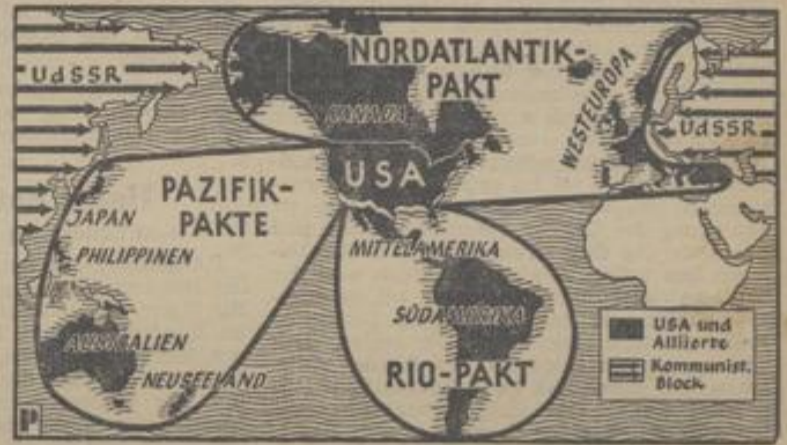 UdSSR
NORDATLANTIK-
PAKT
KANADA
WESTEUROPA
UdSSR
USA
PAZIFIK-
PAKTE
JAPAN
PHILIPPINEN
MITTELAMERIKA
SÜDAMERIKA
AUSTRALIEN
NEUSEELAND
RIO-PAKT
USA und
Alliierte
Kommunist.
Block